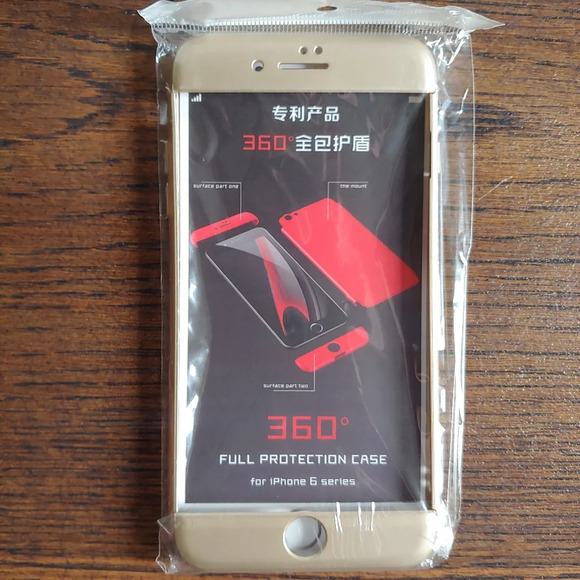 专利产品
360°全包护盾
surface part one
the mount
surface part two
360°
FULL PROTECTION CASE
for iPhone 6 series